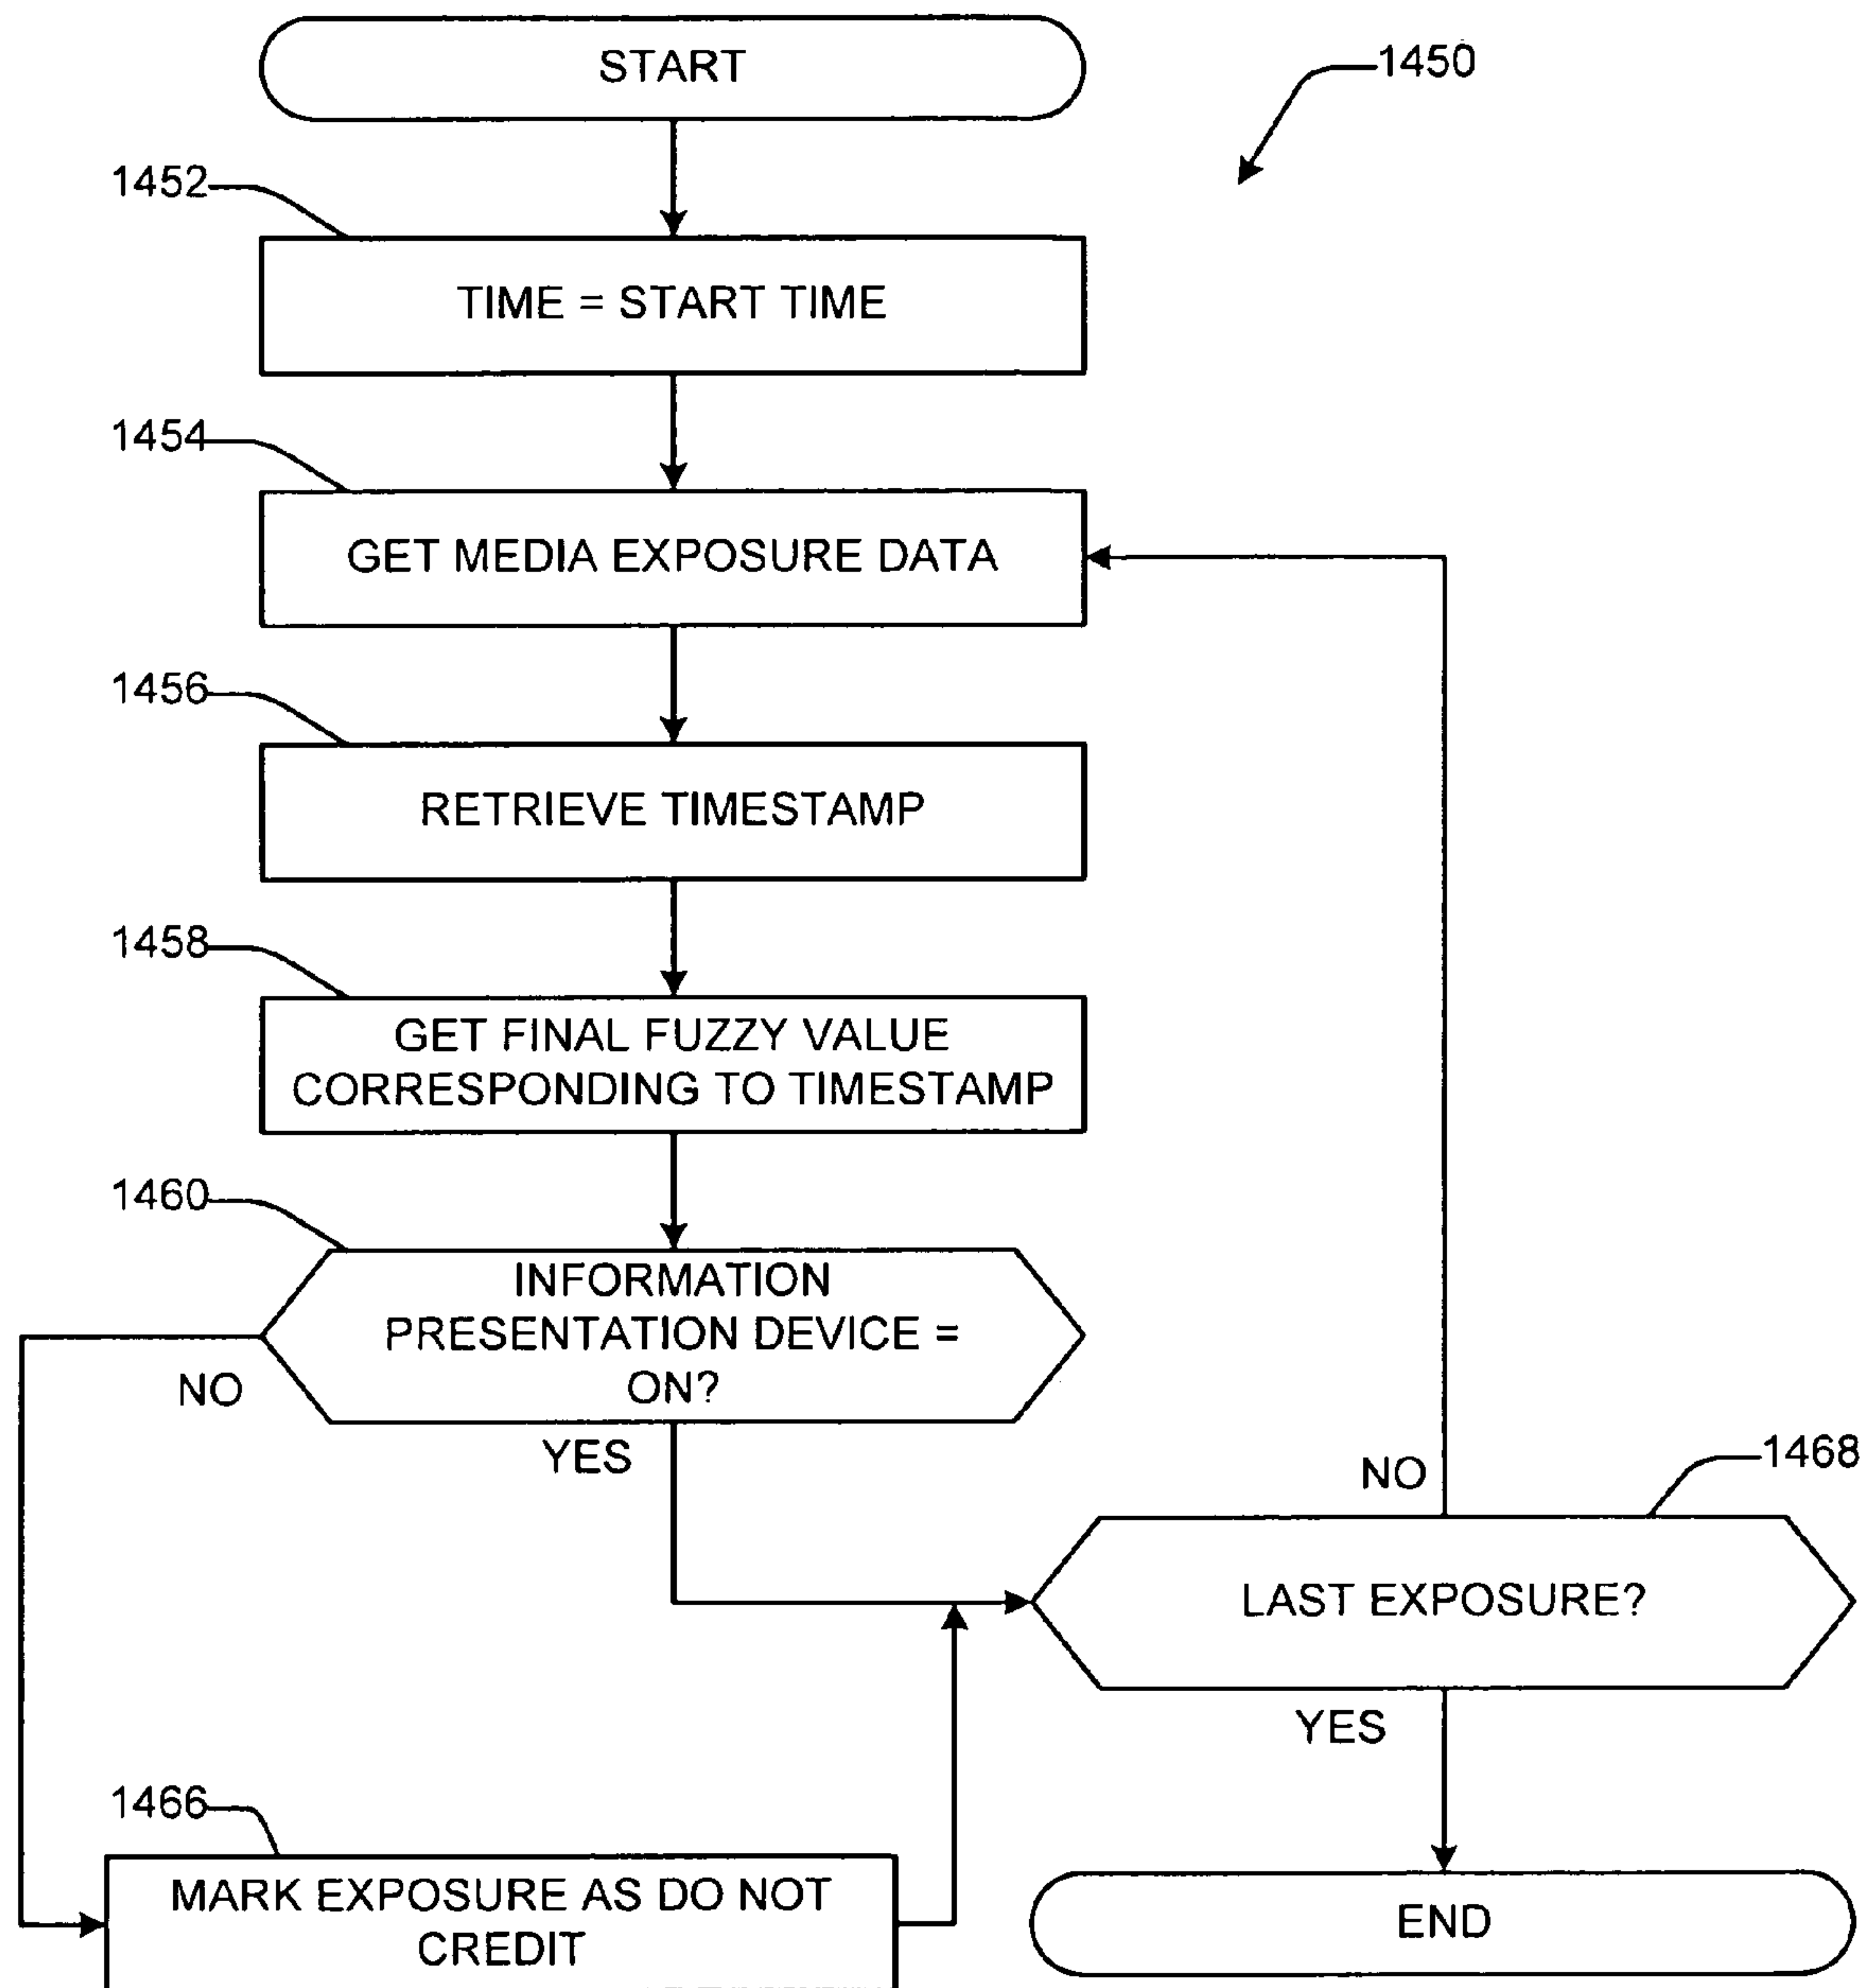 START
1450
1452
TIME = START TIME
1454
GET MEDIA EXPOSURE DATA
1456
RETRIEVE TIMESTAMP
1458
GET FINAL FUZZY VALUE
CORRESPONDING TO TIMESTAMP
1460
INFORMATION
PRESENTATION DEVICE =
ON?
NO
YES
NO
1468
LAST EXPOSURE?
YES
1466
MARK EXPOSURE AS DO NOT
CREDIT
END